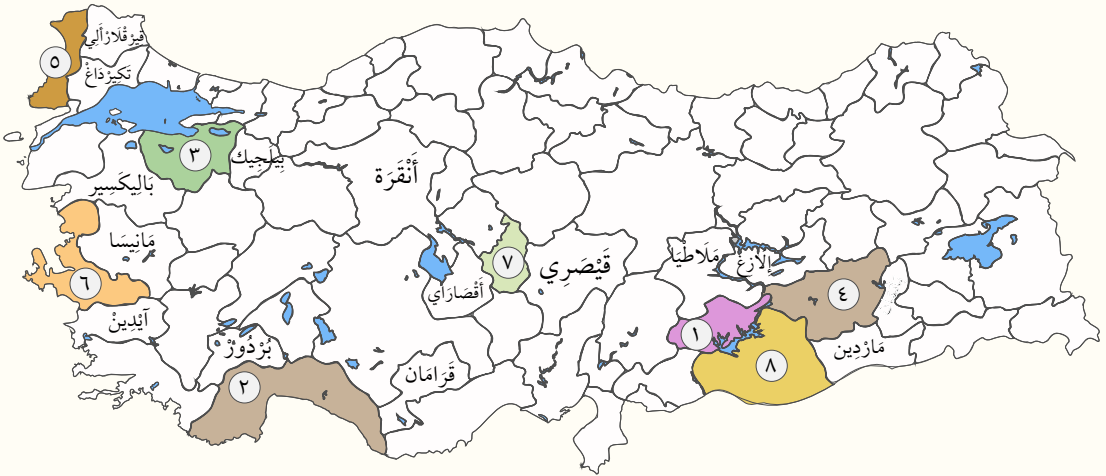 قِيرْقْلَارْأَلِي
٥
تَكِيرْدَاغْ
٣
بِيلَجِيك
أَنْقَرَة
بَالِيكَسِير
مَانِيسَا
٦
آيْدِينْ
بُرْدُورْ
٢
قَرَامَان
أَقْصَارَاي
٧
قَيْصَرِي
مَلَاطْيَا
إِلَازِغْ
٤
١
٨
مَارْدِين